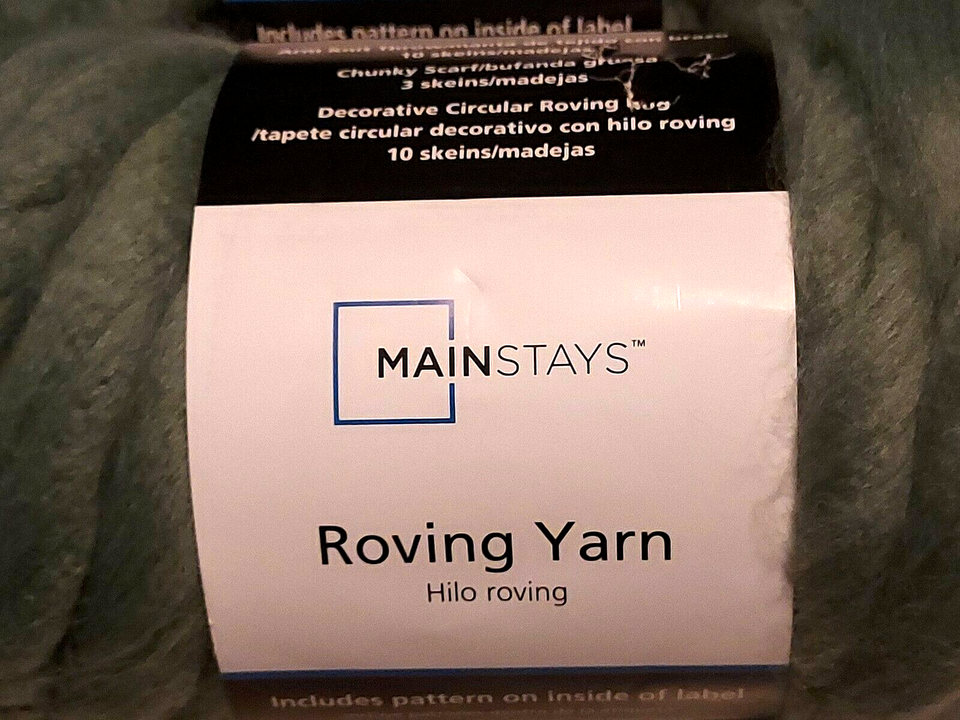 Includes pattern on inside of label
10 skeins/madejas
Chunky Scarf/bufanda gruesa
3 skeins/madejas
Decorative Circular Roving Rug
/tapete circular decorativo con hilo roving
10 skeins/madejas
MAINSTAYS™
Roving Yarn
Hilo roving
Includes pattern on inside of label